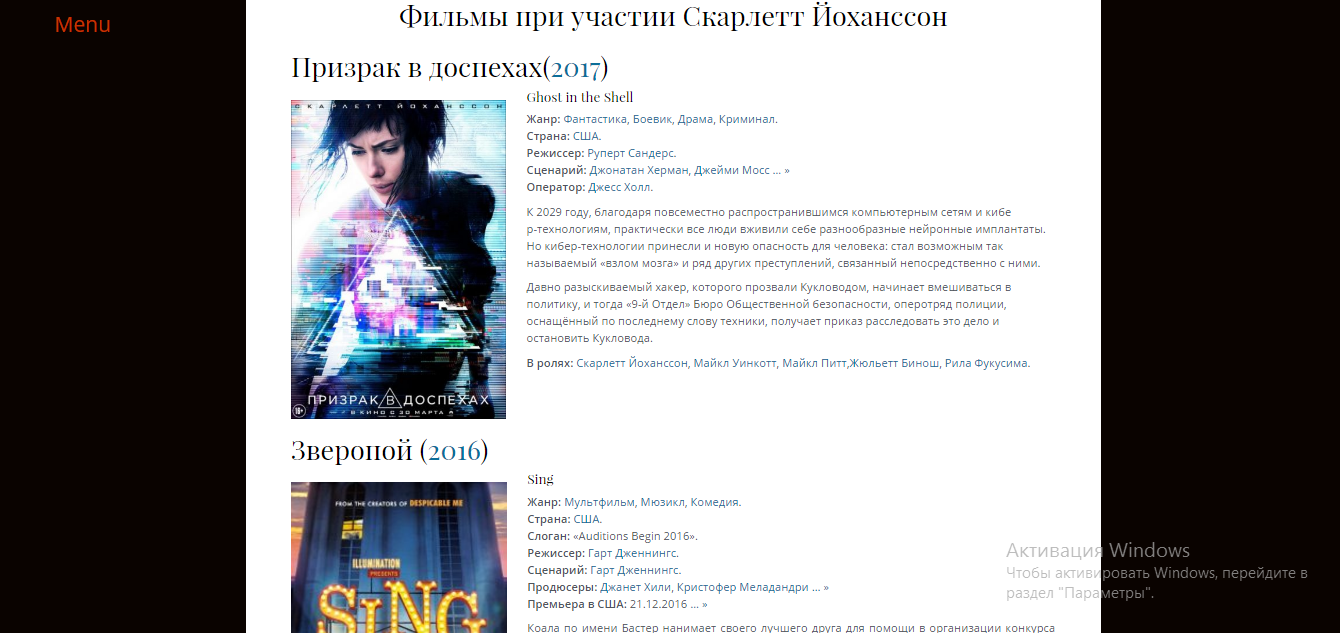 Menu
Фильмы при участии Скарлетт Йоханссон
Призрак в доспехах(2017)
СКАРЛЕТТ ЙОХАНССОН
ПРИЗРАК В ДОСПЕХАХ
В КИНО С 30 МАРТА
18+
Ghost in the Shell
Жанр: Фантастика, Боевик, Драма, Криминал.
Страна: США.
Режиссер: Руперт Сандерс.
Сценарий: Джонатан Херман, Джейми Мосс ... »
Оператор: Джесс Холл.
К 2029 году, благодаря повсеместно распространившимся компьютерным сетям и кибе
р-технологиям, практически все люди вживили себе разнообразные нейронные имплантаты.
Но кибер-технологии принесли и новую опасность для человека: стал возможным так
называемый «взлом мозга» и ряд других преступлений, связанный непосредственно с ними.
Давно разыскиваемый хакер, которого прозвали Кукловодом, начинает вмешиваться в
политику, и тогда «9-й Отдел» Бюро Общественной безопасности, оперотряд полиции,
оснащённый по последнему слову техники, получает приказ расследовать это дело и
остановить Кукловода.
В ролях: Скарлетт Йоханссон, Майкл Уинкотт, Майкл Питт,Жюльетт Бинош, Рила Фукусима.
Зверопой (2016)
FROM THE CREATORS OF DESPICABLE ME
ILLUMINATION
PRESENTS
SING
Sing
Жанр: Мультфильм, Мюзикл, Комедия.
Страна: США.
Слоган: «Auditions Begin 2016».
Режиссер: Гарт Дженнингс.
Сценарий: Гарт Дженнингс.
Продюсеры: Джанет Хили, Кристофер Меладандри ... »
Премьера в США: 21.12.2016 ... »
Коала по имени Бастер нанимает своего лучшего друга для помощи в организации конкурса
Активация Windows
Чтобы активировать Windows, перейдите в
раздел "Параметры".